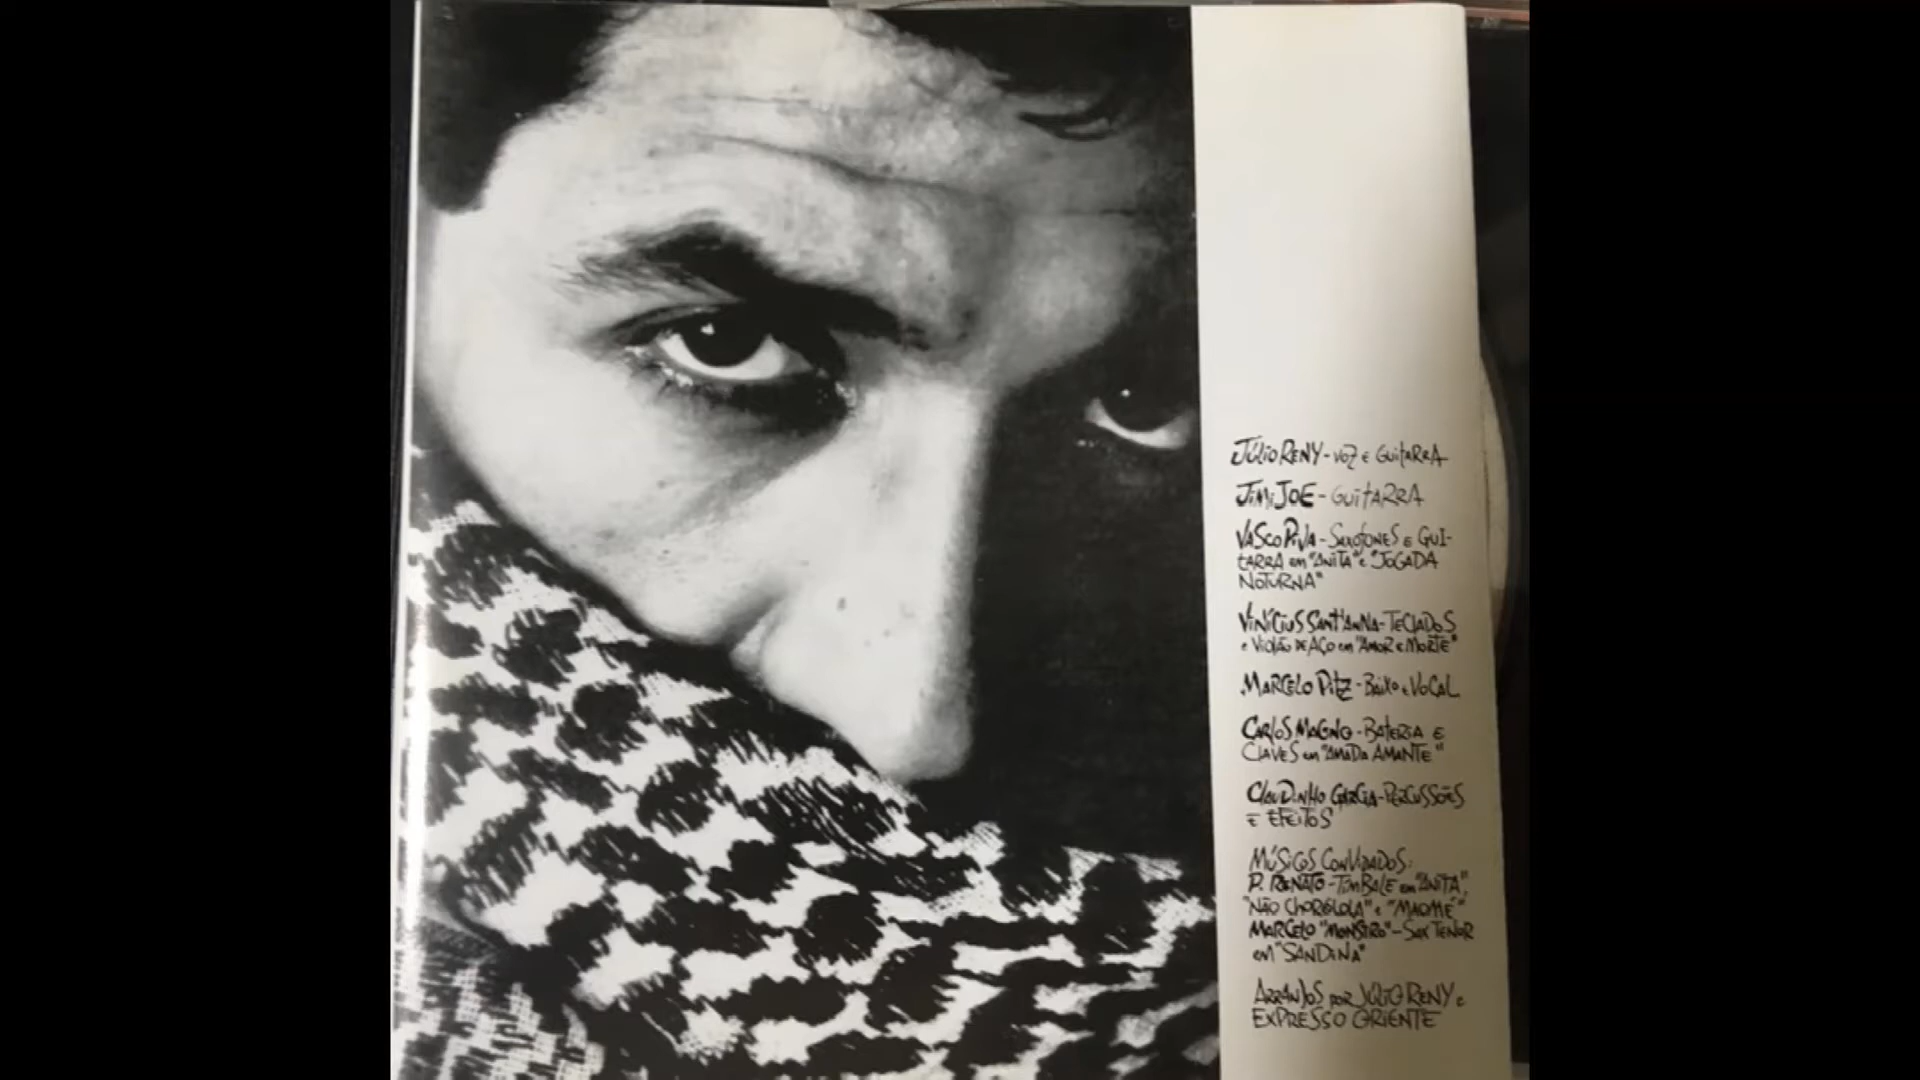 JÚLIO RENY - VOZ E GUITARRA
JIMI JOE - GUITARRA
VASCO PIVA - SAXOFONES E GUI-
TARRA em "ANITA" e "JOGADA
NOTURNA"
VINÍCIUS SANT'ANNA - TECLADOS
e VIOLÃO DE AÇO em "AMOR e MORTE"
MARCELO PITZ - BAIXO e VOCAL
CARLOS MAGNO - BATERIA E
CLAVES em "AMADA AMANTE"
CLAUDINHO GARCIA - PERCUSSÕES
E EFEITOS
MÚSICOS CONVIDADOS:
P. RENATO - TIMBALE em "ANITA",
"NÃO CHORE LOLA" e "MAOMÉ"
MARCELO "MONSTRO" - SAX TENOR
em "SANDINA"
ARRANJOS por JÚLIO RENY e
EXPRESSO ORIENTE